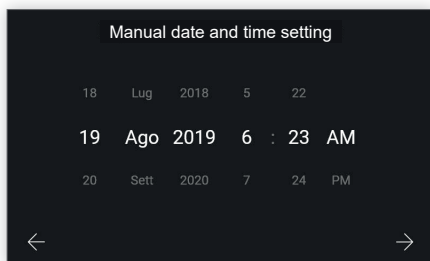 Manual date and time setting
18 Lug 2018 5 22
19 Ago 2019 6 : 23 AM
20 Sett 2020 7 24 PM